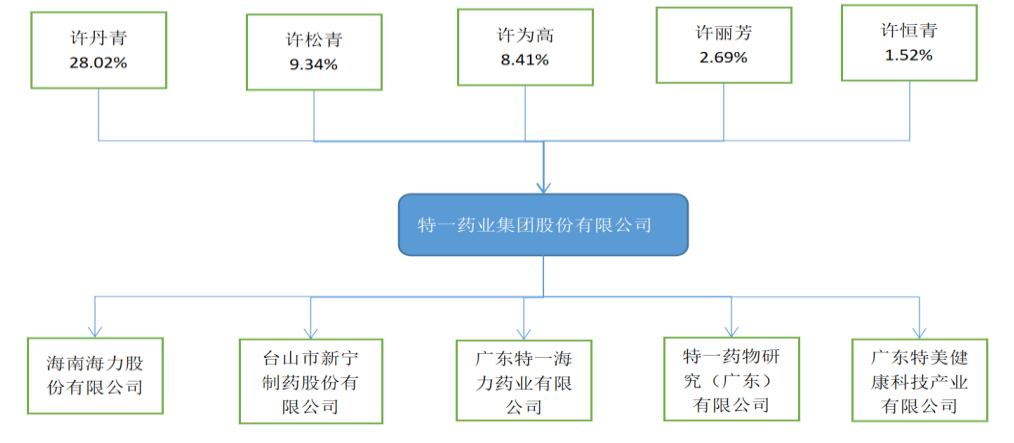 许丹青
28.02%
许松青
9.34%
许为高
8.41%
许丽芳
2.69%
许恒青
1.52%
特一药业集团股份有限公司
海南海力股
份有限公司
台山市新宁
制药股份有
限公司
广东特一海
力药业有限
公司
特一药物研
究（广东）
有限公司
广东特美健
康科技产业
有限公司